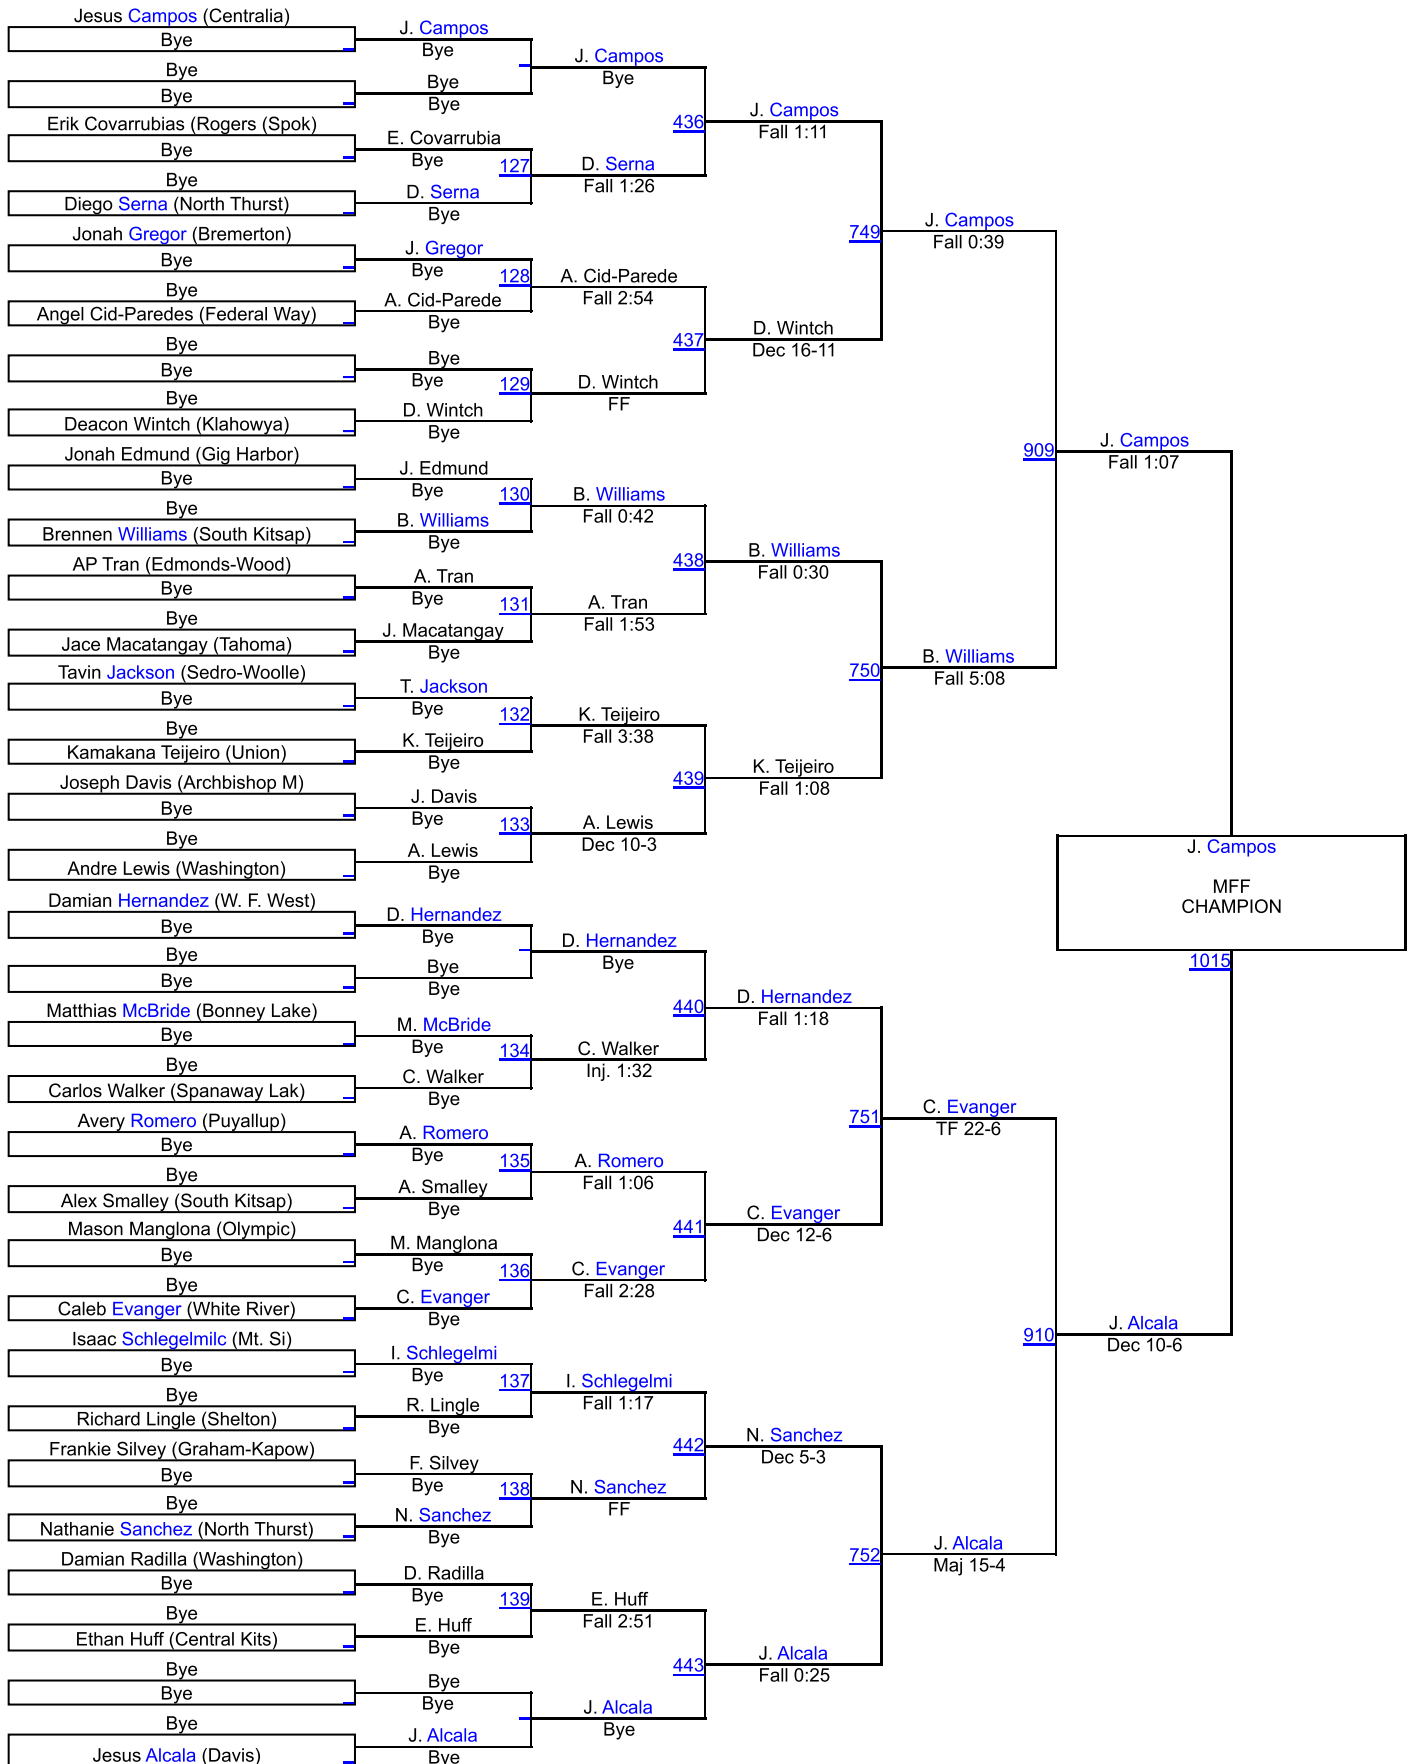 Jesus Campos (Centralia)
Bye
Bye
Bye
Erik Covarrubias (Rogers (Spok)
Bye
Bye
Diego Serna (North Thurst)
Jonah Gregor (Bremerton)
Bye
Bye
Angel Cid-Paredes (Federal Way)
Bye
Bye
Bye
Deacon Wintch (Klahowya)
Jonah Edmund (Gig Harbor)
Bye
Bye
Brennen Williams (South Kitsap)
AP Tran (Edmonds-Wood)
Bye
Bye
Jace Macatangay (Tahoma)
Tavin Jackson (Sedro-Woolle)
Bye
Bye
Kamakana Teijeiro (Union)
Joseph Davis (Archbishop M)
Bye
Bye
Andre Lewis (Washington)
Damian Hernandez (W. F. West)
Bye
Bye
Bye
Matthias McBride (Bonney Lake)
Bye
Bye
Carlos Walker (Spanaway Lak)
Avery Romero (Puyallup)
Bye
Bye
Alex Smalley (South Kitsap)
Mason Manglona (Olympic)
Bye
Bye
Caleb Evanger (White River)
Isaac Schlegelmilc (Mt. Si)
Bye
Bye
Richard Lingle (Shelton)
Frankie Silvey (Graham-Kapow)
Bye
Bye
Nathanie Sanchez (North Thurst)
Damian Radilla (Washington)
Bye
Bye
Ethan Huff (Central Kits)
Bye
Bye
Bye
Jesus Alcala (Davis)
J. Campos
Bye
Bye
Bye
E. Covarrubia
Bye
127
D. Serna
Bye
J. Gregor
Bye
128
A. Cid-Parede
Bye
Bye
Bye
129
D. Wintch
Bye
J. Edmund
Bye
130
B. Williams
Bye
A. Tran
Bye
131
J. Macatangay
Bye
T. Jackson
Bye
132
K. Teijeiro
Bye
J. Davis
Bye
133
A. Lewis
Bye
D. Hernandez
Bye
Bye
Bye
M. McBride
Bye
134
C. Walker
Bye
A. Romero
Bye
135
A. Smalley
Bye
M. Manglona
Bye
136
C. Evanger
Bye
I. Schlegelmi
Bye
137
R. Lingle
Bye
F. Silvey
Bye
138
N. Sanchez
Bye
D. Radilla
Bye
139
E. Huff
Bye
Bye
Bye
J. Alcala
Bye
J. Campos
Bye
436
D. Serna
Fall 1:26
A. Cid-Parede
Fall 2:54
437
D. Wintch
FF
B. Williams
Fall 0:42
438
A. Tran
Fall 1:53
K. Teijeiro
Fall 3:38
439
A. Lewis
Dec 10-3
D. Hernandez
Bye
440
C. Walker
Inj. 1:32
A. Romero
Fall 1:06
441
C. Evanger
Fall 2:28
I. Schlegelmi
Fall 1:17
442
N. Sanchez
FF
E. Huff
Fall 2:51
443
J. Alcala
Bye
J. Campos
Fall 1:11
749
D. Wintch
Dec 16-11
B. Williams
Fall 0:30
750
K. Teijeiro
Fall 1:08
D. Hernandez
Fall 1:18
751
C. Evanger
Dec 12-6
N. Sanchez
Dec 5-3
752
J. Alcala
Fall 0:25
J. Campos
Fall 0:39
909
B. Williams
Fall 5:08
C. Evanger
TF 22-6
910
J. Alcala
Maj 15-4
J. Campos
Fall 1:07
J. Campos
MFF
CHAMPION
1015
J. Alcala
Dec 10-6